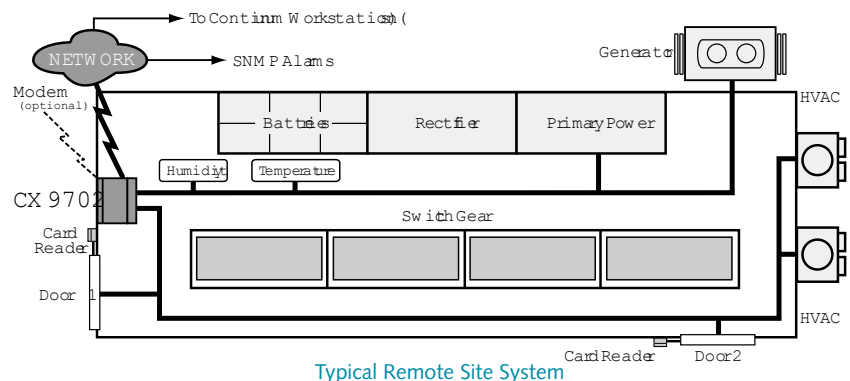 To Continuum Workstation(s)
NETWORK
SNMP Alarms
Generator
Modem
(optional)
HVAC
Batteries
Rectifier
Primary Power
Humidity
Temperature
CX 9702
Switch Gear
Card
Reader
Door 1
HVAC
Card Reader
Door 2
Typical Remote Site System